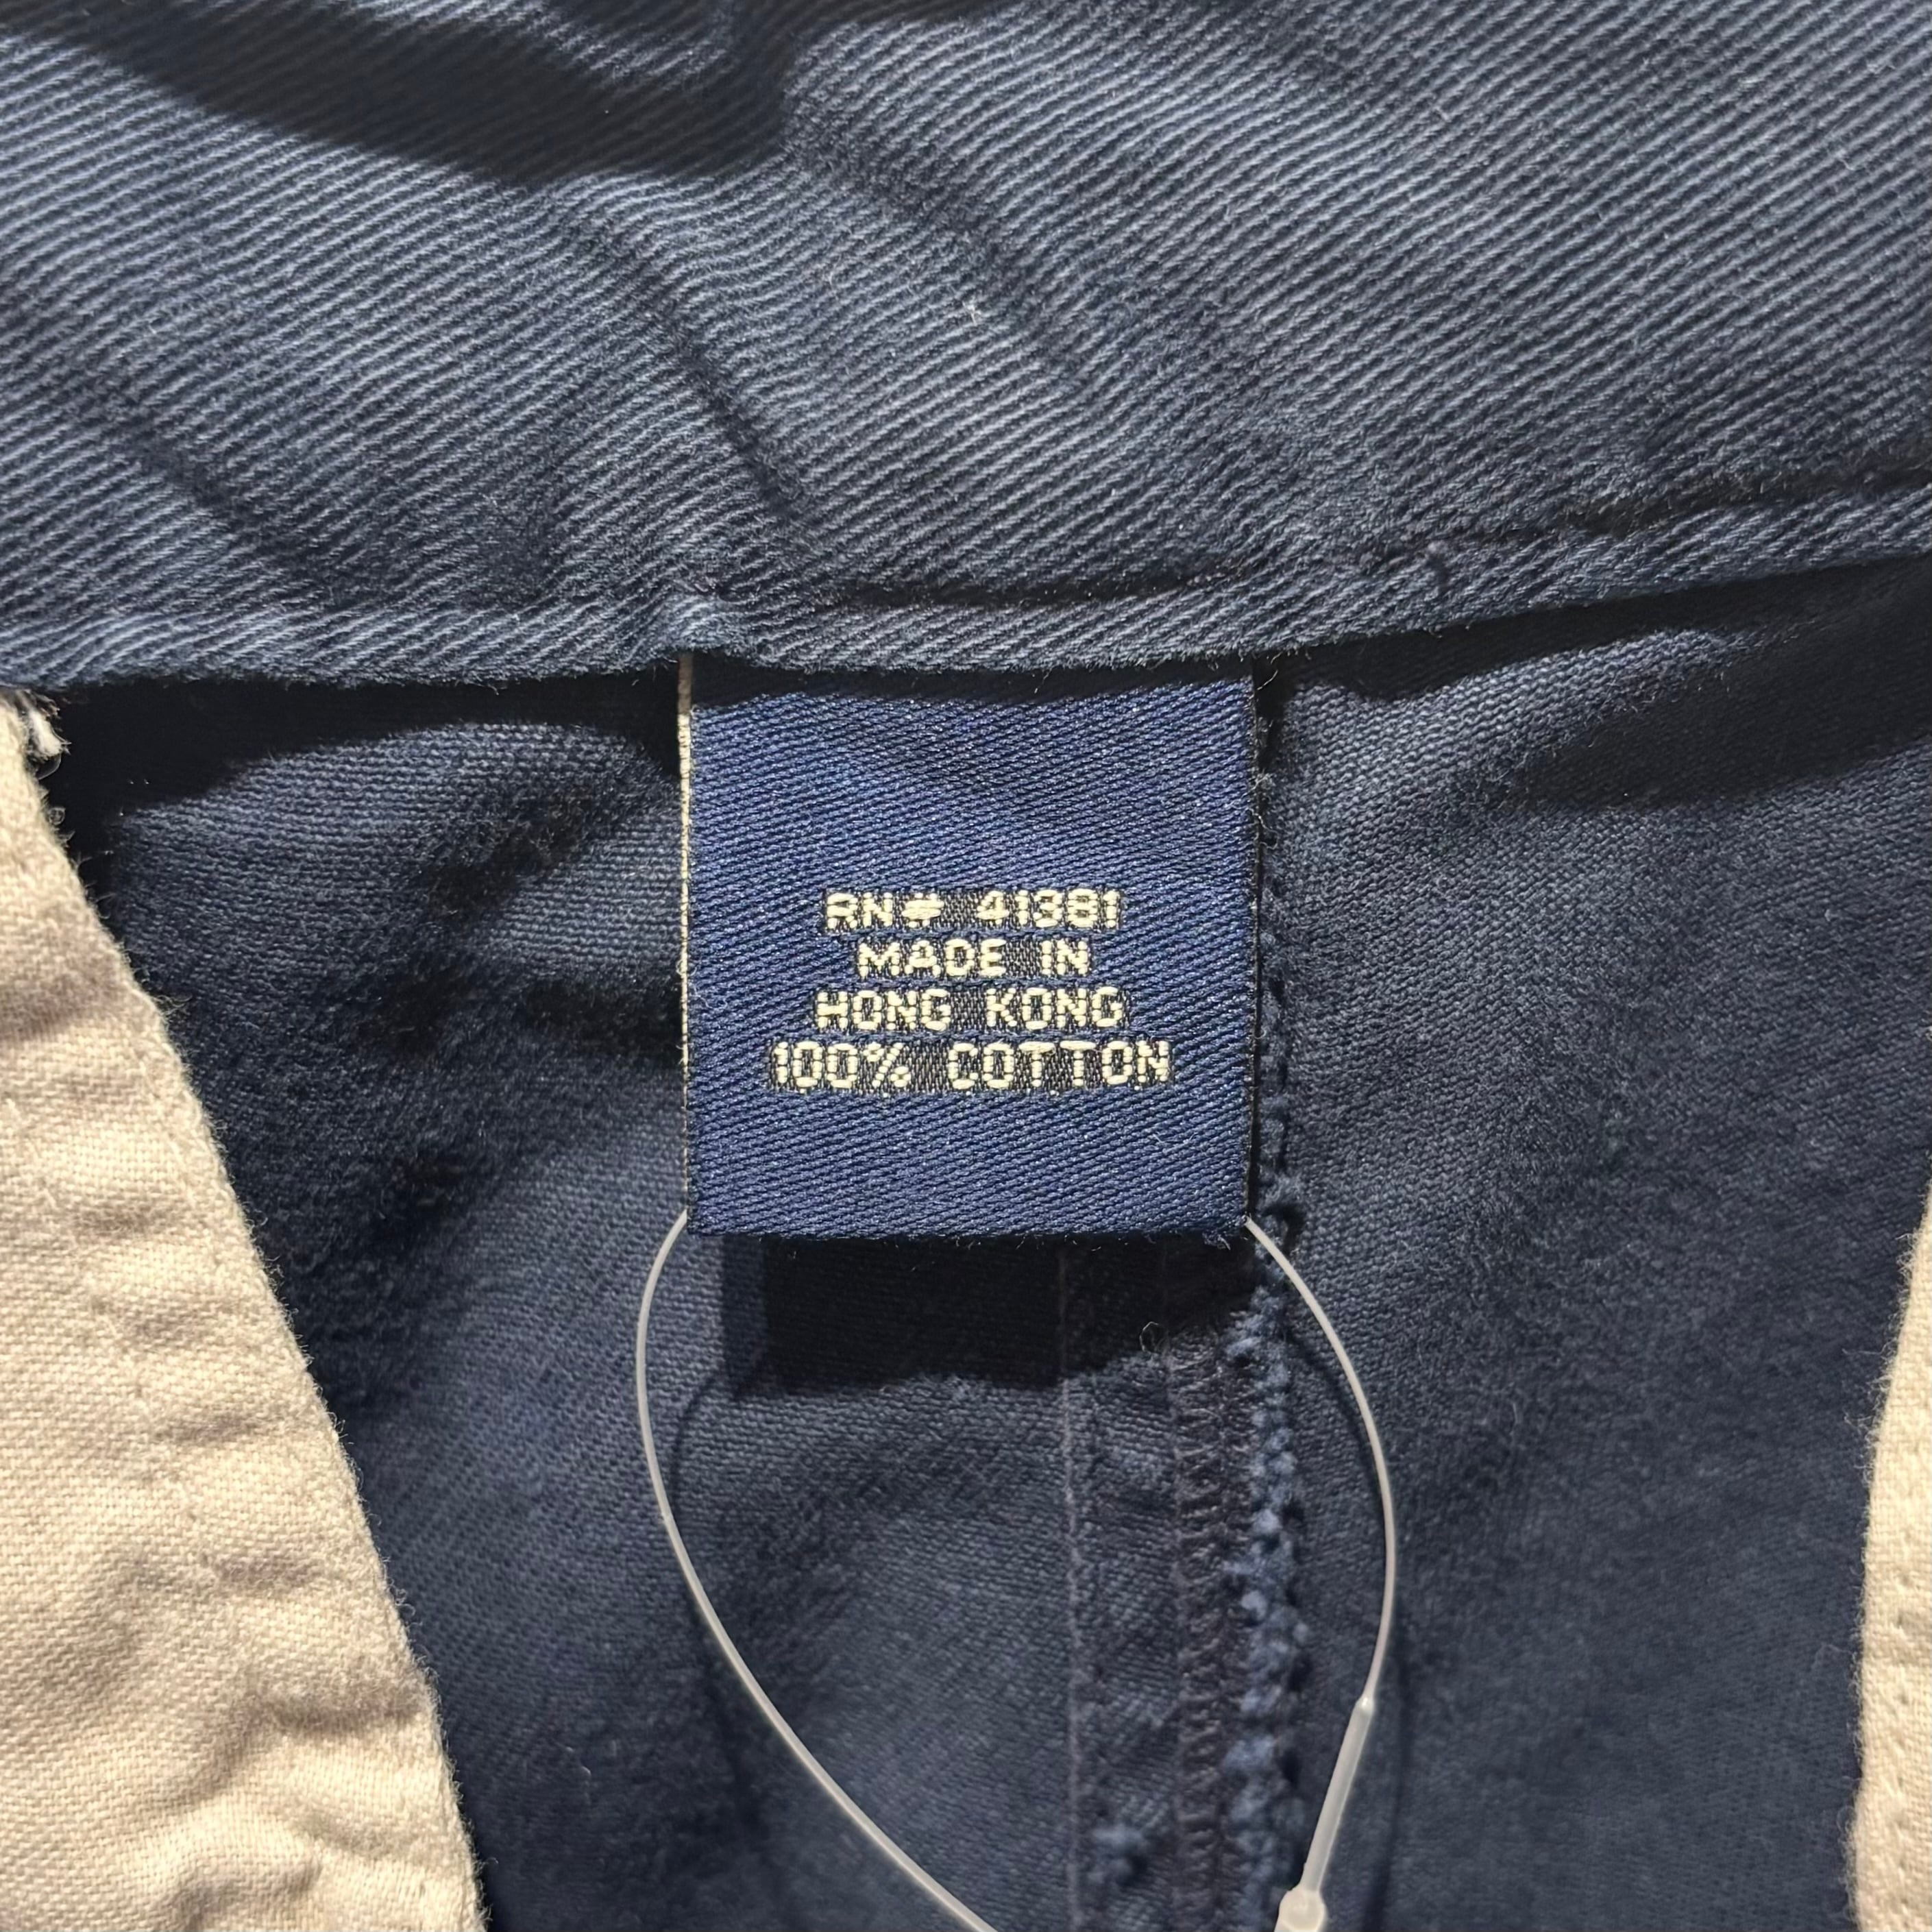 RN# 41381
MADE IN
HONG KONG
100% COTTON